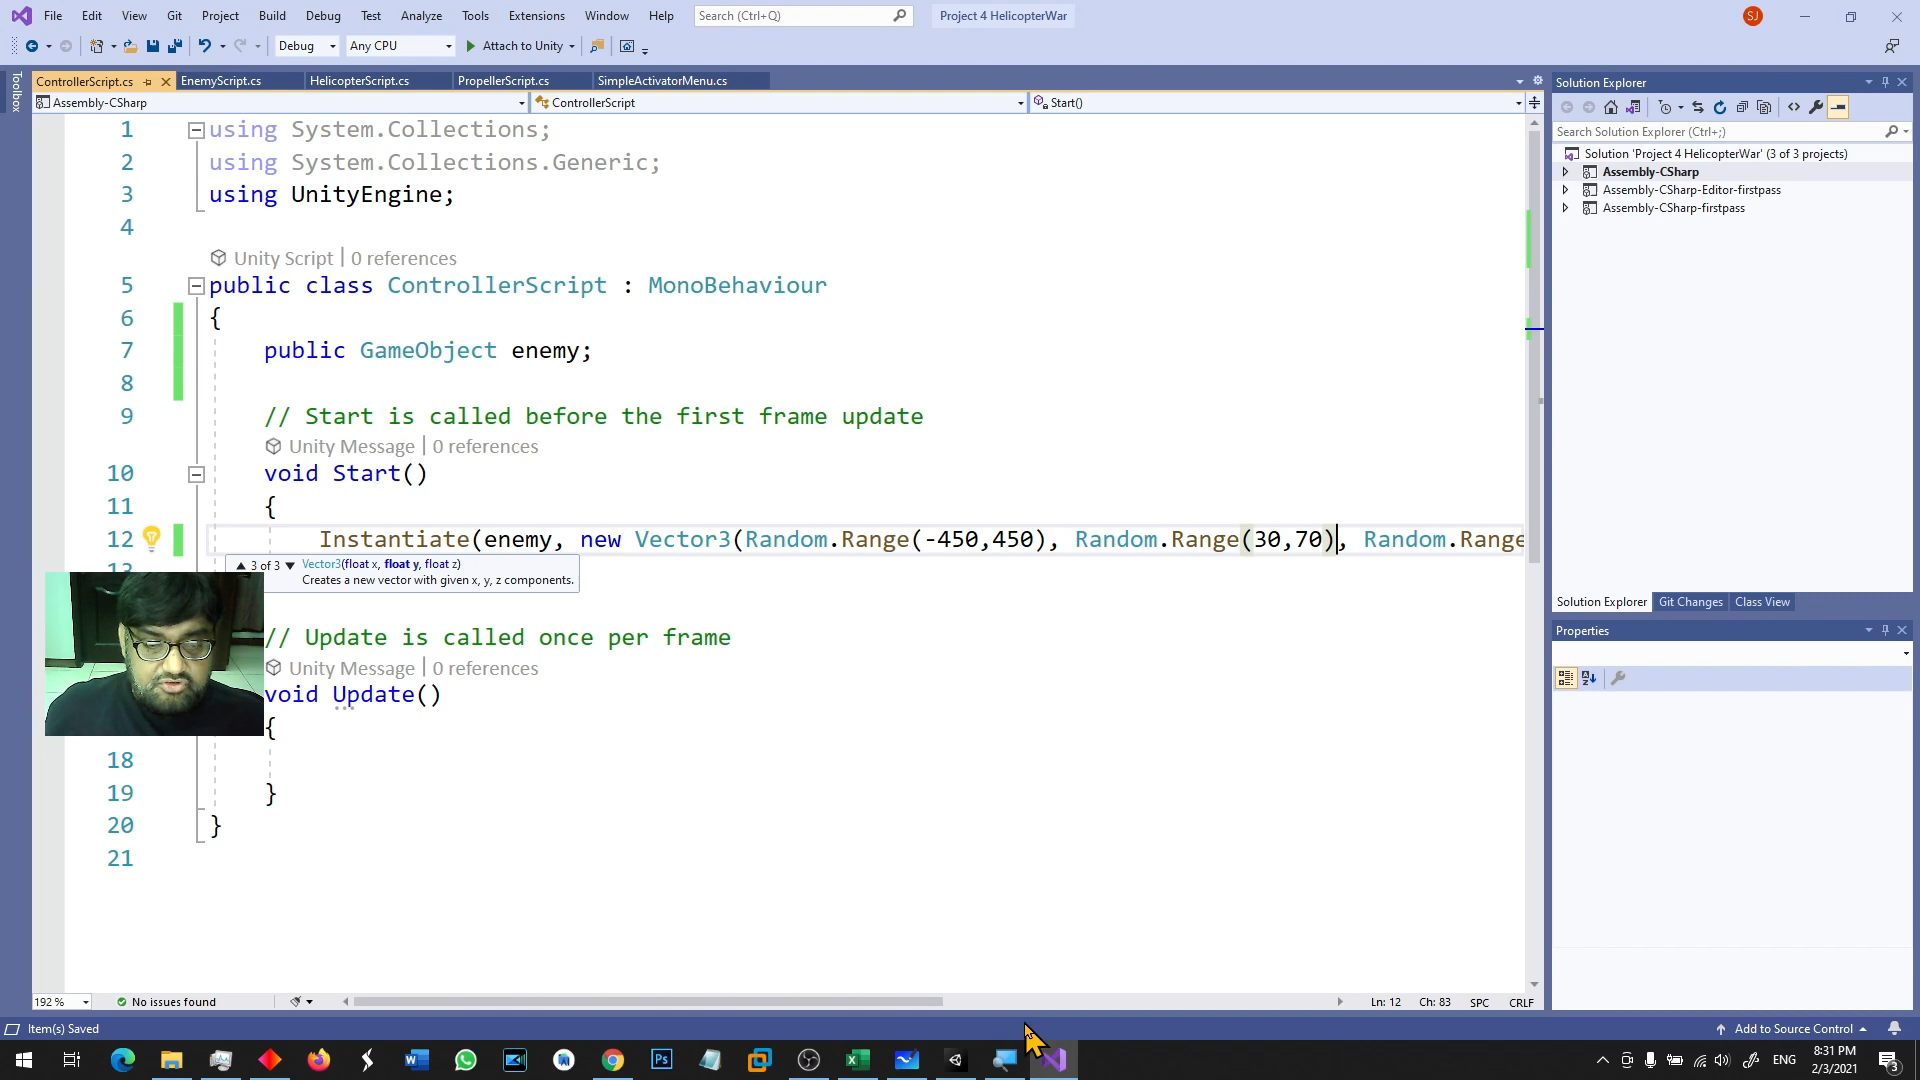 File Edit View Git Project Build Debug Test Analyze Tools Extensions Window Help Search (Ctrl+Q) Project 4 HelicopterWar SJ
Debug Any CPU Attach to Unity
Toolbox
ControllerScript.cs EnemyScript.cs HelicopterScript.cs PropellerScript.cs SimpleActivatorMenu.cs
Assembly-CSharp ControllerScript Start()
1 using System.Collections;
2 using System.Collections.Generic;
3 using UnityEngine;
4
Unity Script | 0 references
5 public class ControllerScript : MonoBehaviour
6 {
7 public GameObject enemy;
8
9 // Start is called before the first frame update
Unity Message | 0 references
10 void Start()
11 {
12 Instantiate(enemy, new Vector3(Random.Range(-450,450), Random.Range(30,70), Random.Range
3 of 3 Vector3(float x, float y, float z)
Creates a new vector with given x, y, z components.
// Update is called once per frame
Unity Message | 0 references
void Update()
{
18
19 }
20 }
21
192 % No issues found Ln: 12 Ch: 83 SPC CRLF
Solution Explorer
Search Solution Explorer (Ctrl+;)
Solution 'Project 4 HelicopterWar' (3 of 3 projects)
Assembly-CSharp
Assembly-CSharp-Editor-firstpass
Assembly-CSharp-firstpass
Solution Explorer Git Changes Class View
Properties
Item(s) Saved Add to Source Control
ENG 8:31 PM
2/3/2021
3